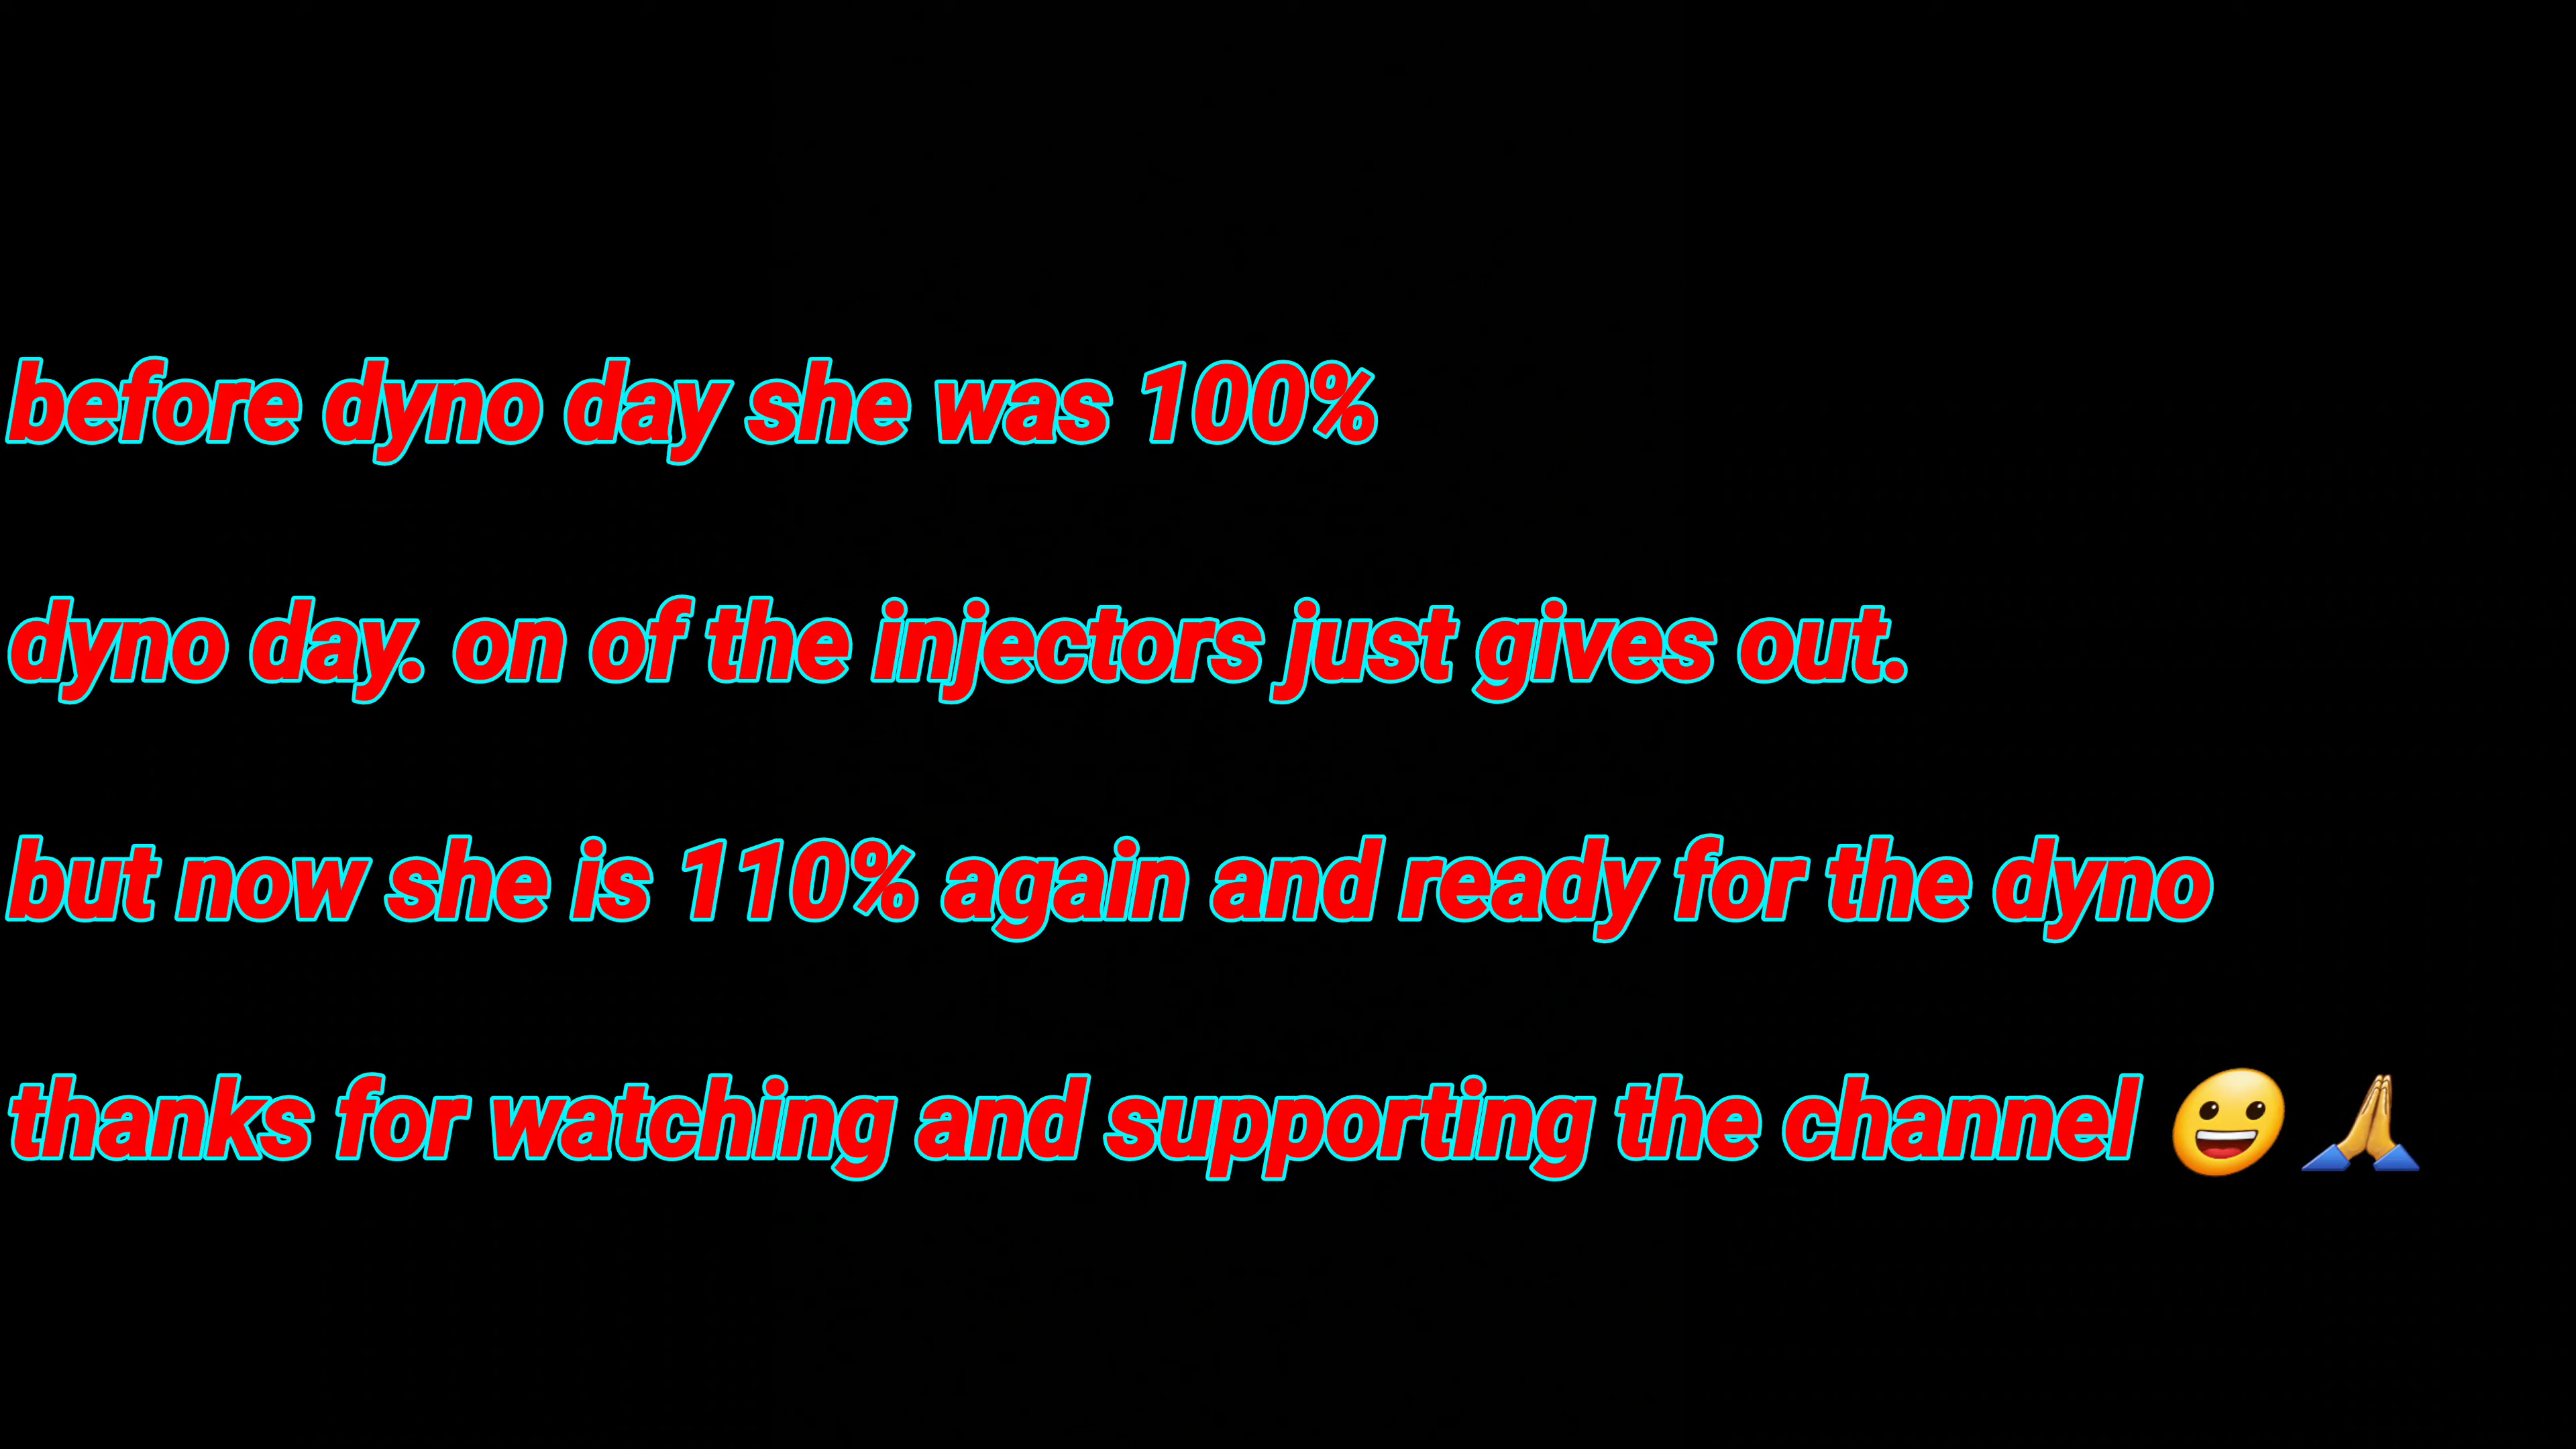 before dyno day she was 100%
dyno day. on of the injectors just gives out.
but now she is 110% again and ready for the dyno
thanks for watching and supporting the channel 😀🙏